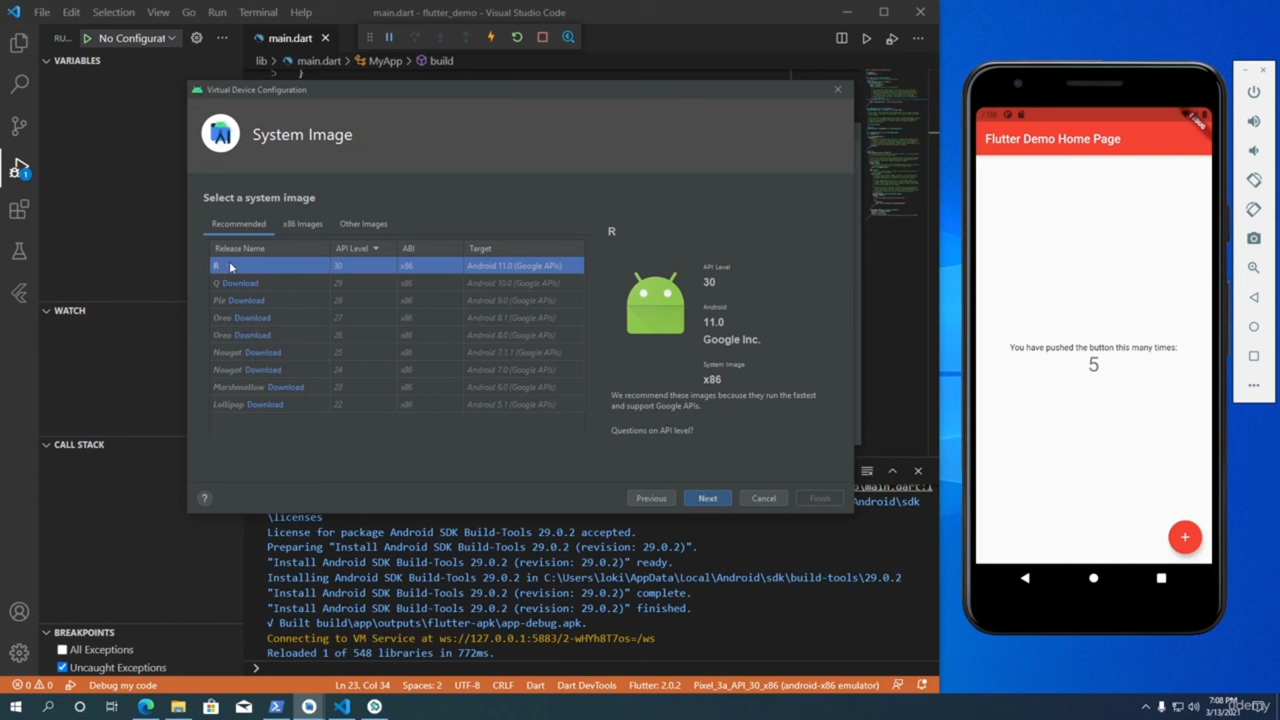 File Edit Selection View Go Run Terminal Help main.dart - flutter_demo - Visual Studio Code
RU... No Configurat main.dart
VARIABLES
lib > main.dart > MyApp > build
5 }
Virtual Device Configuration
System Image
Select a system image
Recommended x86 Images Other Images
Release Name API Level ABI Target
R 30 x86 Android 11.0 (Google APIs)
Q Download 29 x86 Android 10.0 (Google APIs)
Pie Download 28 x86 Android 9.0 (Google APIs)
Oreo Download 27 x86 Android 8.1 (Google APIs)
Oreo Download 26 x86 Android 8.0 (Google APIs)
Nougat Download 25 x86 Android 7.1.1 (Google APIs)
Nougat Download 24 x86 Android 7.0 (Google APIs)
Marshmallow Download 23 x86 Android 6.0 (Google APIs)
Lollipop Download 22 x86 Android 5.1 (Google APIs)
R
API Level
30
Android
11.0
Google Inc.
System Image
x86
We recommend these images because they run the fastest
and support Google APIs.
Questions on API level?
? Previous Next Cancel Finish
WATCH
CALL STACK
BREAKPOINTS
All Exceptions
Uncaught Exceptions
main.dart:1
Android\sdk
\licenses
License for package Android SDK Build-Tools 29.0.2 accepted.
Preparing "Install Android SDK Build-Tools 29.0.2 (revision: 29.0.2)".
"Install Android SDK Build-Tools 29.0.2 (revision: 29.0.2)" ready.
Installing Android SDK Build-Tools 29.0.2 in C:\Users\loki\AppData\Local\Android\sdk\build-tools\29.0.2
"Install Android SDK Build-Tools 29.0.2 (revision: 29.0.2)" complete.
"Install Android SDK Build-Tools 29.0.2 (revision: 29.0.2)" finished.
√ Built build\app\outputs\flutter-apk\app-debug.apk.
Connecting to VM Service at ws://127.0.0.1:5883/2-wHYh8T7os=/ws
Reloaded 1 of 548 libraries in 772ms.
>
0 0 Debug my code Ln 23, Col 34 Spaces: 2 UTF-8 CRLF Dart Dart DevTools Flutter: 2.0.2 Pixel_3a_API_30_x86 (android-x86 emulator)
7:08
DEBUG
Flutter Demo Home Page
You have pushed the button this many times:
5
+
7:08 PM
3/13/2021
udemy